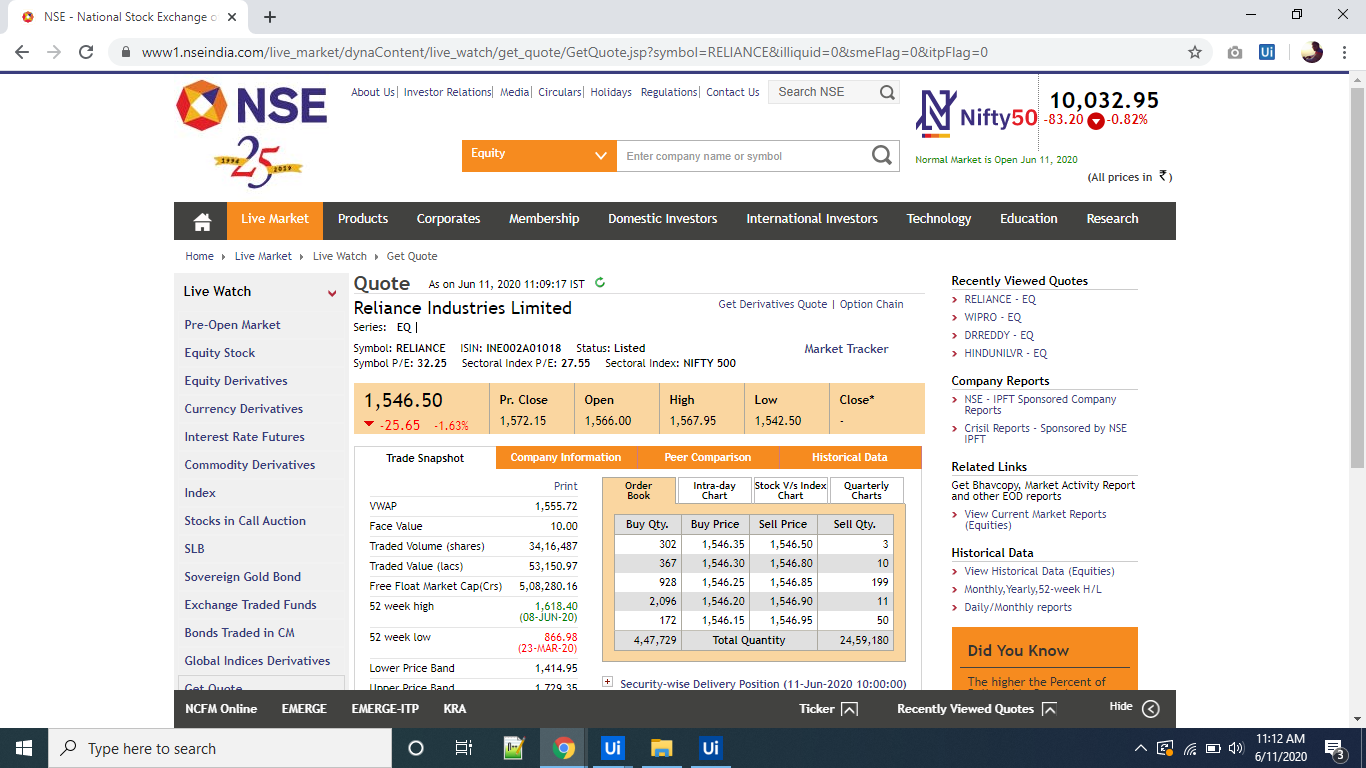 NSE - National Stock Exchange o
www1.nseindia.com/live_market/dynaContent/live_watch/get_quote/GetQuote.jsp?symbol=RELIANCE&illiquid=0&smeFlag=0&itpFlag=0
Ui
NSE
1994 25 2019
About Us| Investor Relations| Media| Circulars| Holidays Regulations| Contact Us
Search NSE
Equity
Enter company name or symbol
Nifty50
10,032.95
-83.20 -0.82%
Normal Market is Open Jun 11, 2020
(All prices in ₹)
Live Market Products Corporates Membership Domestic Investors International Investors Technology Education Research
Home Live Market Live Watch Get Quote
Live Watch
Pre-Open Market
Equity Stock
Equity Derivatives
Currency Derivatives
Interest Rate Futures
Commodity Derivatives
Index
Stocks in Call Auction
SLB
Sovereign Gold Bond
Exchange Traded Funds
Bonds Traded in CM
Global Indices Derivatives
Get Quote
Quote As on Jun 11, 2020 11:09:17 IST
Reliance Industries Limited
Get Derivatives Quote | Option Chain
Series: EQ |
Symbol: RELIANCE ISIN: INE002A01018 Status: Listed
Market Tracker
Symbol P/E: 32.25 Sectoral Index P/E: 27.55 Sectoral Index: NIFTY 500
1,546.50
-25.65 -1.63%
Pr. Close Open High Low Close*
1,572.15 1,566.00 1,567.95 1,542.50 -
Trade Snapshot Company Information Peer Comparison Historical Data
Print
VWAP 1,555.72
Face Value 10.00
Traded Volume (shares) 34,16,487
Traded Value (lacs) 53,150.97
Free Float Market Cap(Crs) 5,08,280.16
52 week high 1,618.40
(08-JUN-20)
52 week low 866.98
(23-MAR-20)
Lower Price Band 1,414.95
Upper Price Band 1,729.35
Order Book
Intra-day Chart
Stock V/s Index Chart
Quarterly Charts
Buy Qty. Buy Price Sell Price Sell Qty.
302 1,546.35 1,546.50 3
367 1,546.30 1,546.80 10
928 1,546.25 1,546.85 199
2,096 1,546.20 1,546.90 11
172 1,546.15 1,546.95 50
4,47,729 Total Quantity 24,59,180
Security-wise Delivery Position (11-Jun-2020 10:00:00)
Recently Viewed Quotes
RELIANCE - EQ
WIPRO - EQ
DRREDDY - EQ
HINDUNILVR - EQ
Company Reports
NSE - IPFT Sponsored Company
Reports
Crisil Reports - Sponsored by NSE
IPFT
Related Links
Get Bhavcopy, Market Activity Report
and other EOD reports
View Current Market Reports
(Equities)
Historical Data
View Historical Data (Equities)
Monthly,Yearly,52-week H/L
Daily/Monthly reports
Did You Know
The higher the Percent of
NCFM Online EMERGE EMERGE-ITP KRA
Ticker Recently Viewed Quotes Hide
Type here to search
Ui
Ui
11:12 AM
6/11/2020
3